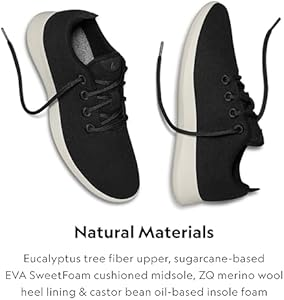 Natural Materials
Eucalyptus tree fiber upper, sugarcane-based
EVA SweetFoam cushioned midsole, ZQ merino wool
heel lining & castor bean oil-based insole foam